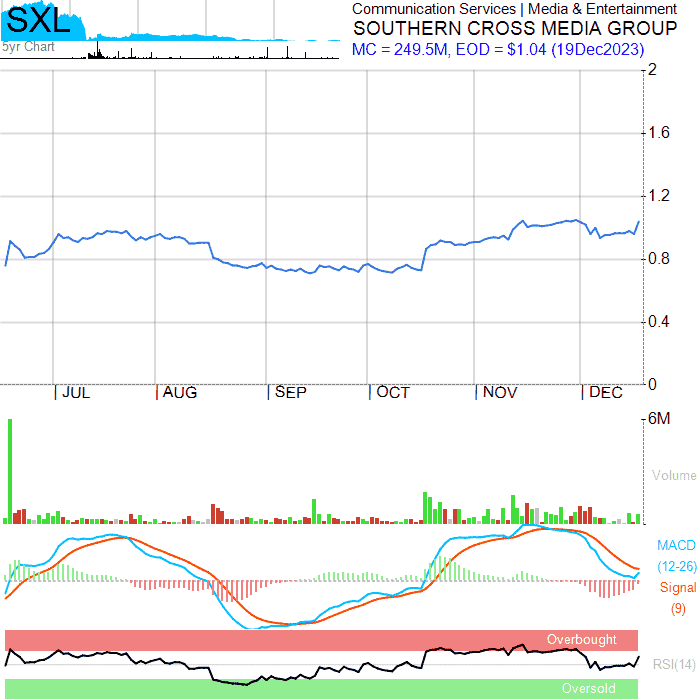 SXL
5yr Chart
Communication Services | Media & Entertainment
SOUTHERN CROSS MEDIA GROUP
MC = 249.5M, EOD = $1.04 (19Dec2023)
2
1.6
1.2
0.8
0.4
0
JUL
AUG
SEP
OCT
NOV
DEC
6M
Volume
MACD
(12-26)
Signal
(9)
Overbought
RSI(14)
Oversold